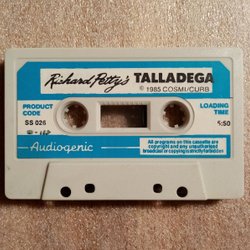 Richard Petty's TALLADEGA
© 1985 COSMI/CURB
PRODUCT CODE
SS 026
LOADING TIME
5:50
Audiogenic
All programs on this cassette are
copyright and any unauthorised
broadcast or copying is strictly forbidden